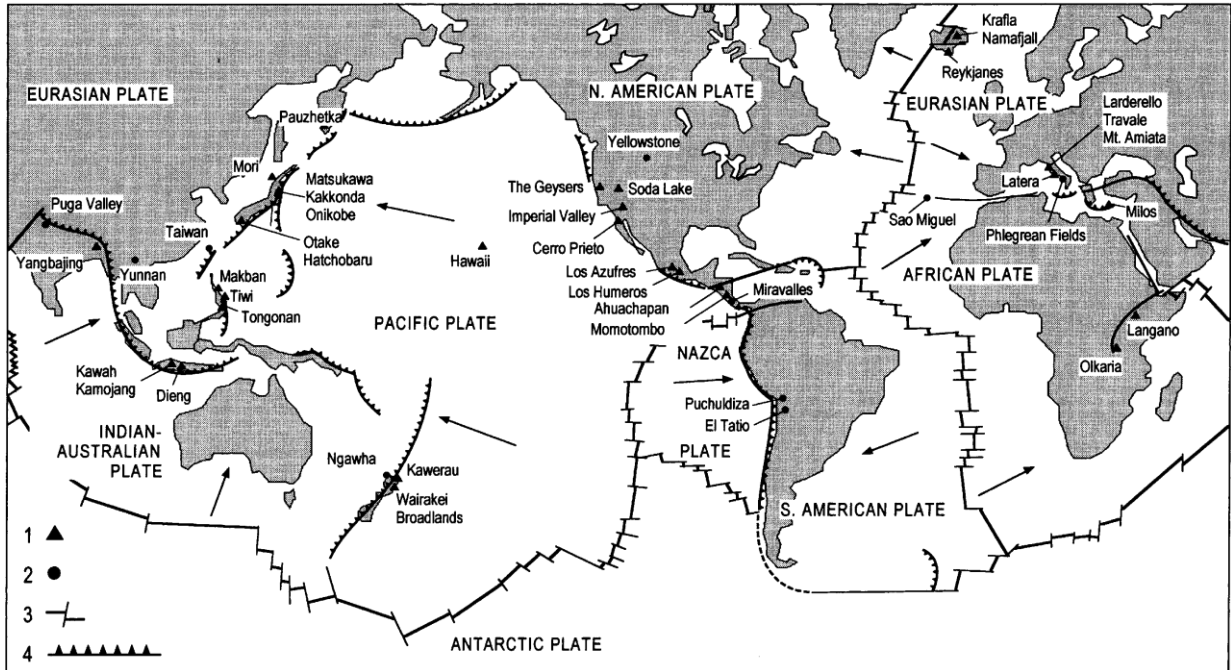 EURASIAN PLATE
N. AMERICAN PLATE
EURASIAN PLATE
Krafla
Namafjall
Reykjanes
Larderello
Travale
Mt. Amiata
Pauzhetka
Yellowstone
Mori
Matsukawa
Kakkonda
Onikobe
The Geysers
Soda Lake
Latera
Imperial Valley
Sao Miguel
Milos
Puga Valley
Taiwan
Otake
Hatchobaru
Cerro Prieto
Phlegrean Fields
Yangbajing
Yunnan
Hawaii
Makban
Tiwi
Tongonan
Los Azufres
Los Humeros
Ahuachapan
Momotombo
Miravalles
AFRICAN PLATE
PACIFIC PLATE
Langano
Olkaria
NAZCA
PLATE
Kawah
Kamojang
Dieng
Puchuldiza
El Tatio
INDIAN-
AUSTRALIAN
PLATE
Ngawha
Kawerau
Wairakei
Broadlands
S. AMERICAN PLATE
1
2
3
4
ANTARCTIC PLATE